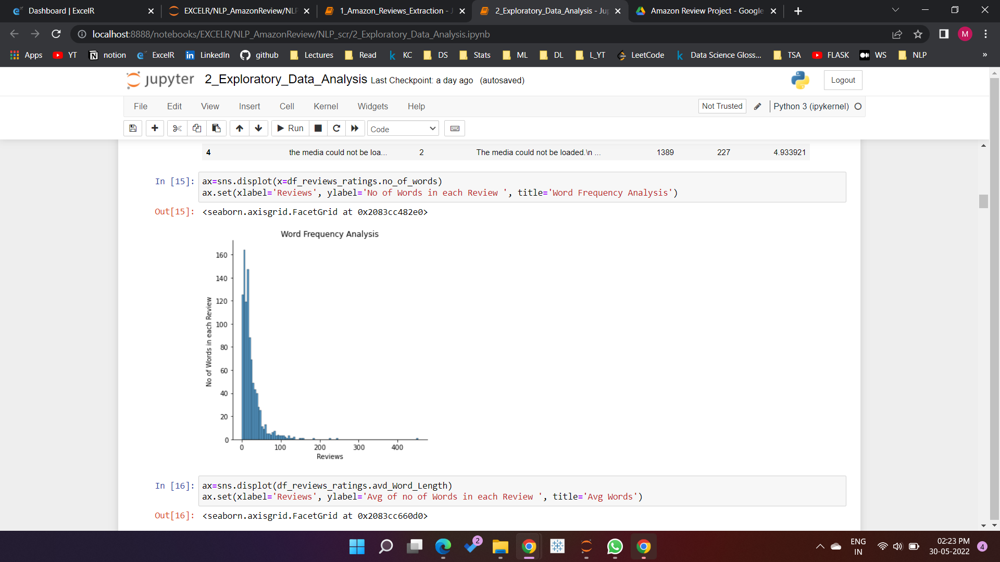 Dashboard | ExcelR
EXCELR/NLP_AmazonReview/NLP
1_Amazon_Reviews_Extraction - J
2_Exploratory_Data_Analysis - Jup
Amazon Review Project - Google
localhost:8888/notebooks/EXCELR/NLP_AmazonReview/NLP_scr/2_Exploratory_Data_Analysis.ipynb
M
Apps YT notion ExcelR LinkedIn github Lectures Read KC DS Stats ML DL L_YT LeetCode Data Science Gloss... TSA FLASK WS NLP »
jupyter 2_Exploratory_Data_Analysis Last Checkpoint: a day ago (autosaved)
Logout
File Edit View Insert Cell Kernel Widgets Help
Not Trusted Python 3 (ipykernel)
Run Code
4 the media could not be loa... 2 The media could not be loaded.\n ... 1389 227 4.933921
In [15]: ax=sns.displot(x=df_reviews_ratings.no_of_words)
ax.set(xlabel='Reviews', ylabel='No of Words in each Review ', title='Word Frequency Analysis')
Out[15]: <seaborn.axisgrid.FacetGrid at 0x2083cc482e0>
Word Frequency Analysis
No of Words in each Review
160
140
120
100
80
60
40
20
0
0 100 200 300 400
Reviews
In [16]: ax=sns.displot(df_reviews_ratings.avd_Word_Length)
ax.set(xlabel='Reviews', ylabel='Avg of no of Words in each Review ', title='Avg Words')
Out[16]: <seaborn.axisgrid.FacetGrid at 0x2083cc660d0>
2
ENG
IN
02:23 PM
30-05-2022
4